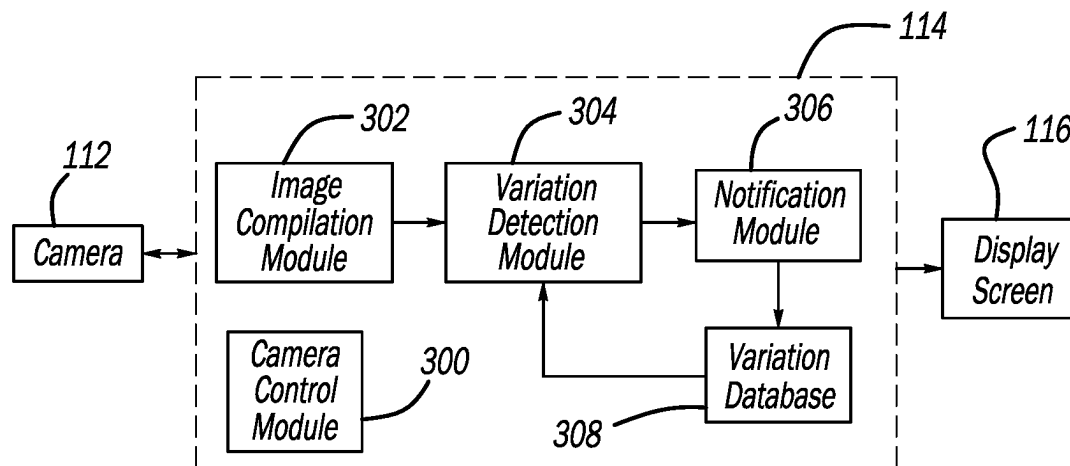 114
302
304
306
116
112
Image
Compilation
Module
Variation
Detection
Module
Notification
Module
Camera
Display
Screen
Camera
Control
Module
300
Variation
Database
308